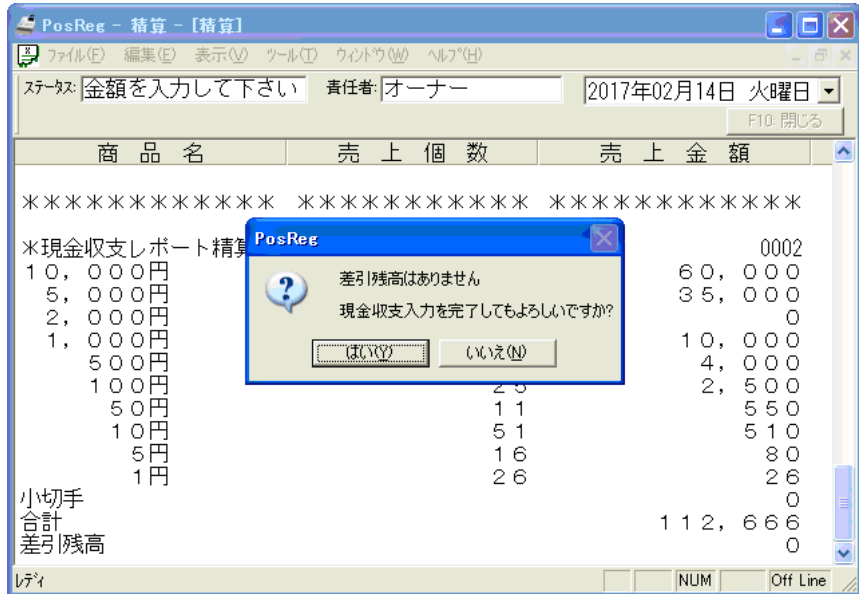 PosReg - 精算 - [精算]
ファイル(F) 編集(E) 表示(V) ツール(T) ウィンドウ(W) ヘルプ(H)
ステータス: 金額を入力して下さい 責任者: オーナー 2017年02月14日 火曜日
F10: 閉じる
商 品 名 売 上 個 数 売 上 金 額
************ *********** ************
*現金収支レポート精算 0002
10,000円 60,000
5,000円 35,000
2,000円 0
1,000円 10,000
500円 4,000
100円 25 2,500
50円 11 550
10円 51 510
5円 16 80
1円 26 26
小切手 0
合計 112,666
差引残高 0
PosReg
差引残高はありません
現金収支入力を完了してもよろしいですか?
はい(Y) いいえ(N)
レディ NUM Off Line